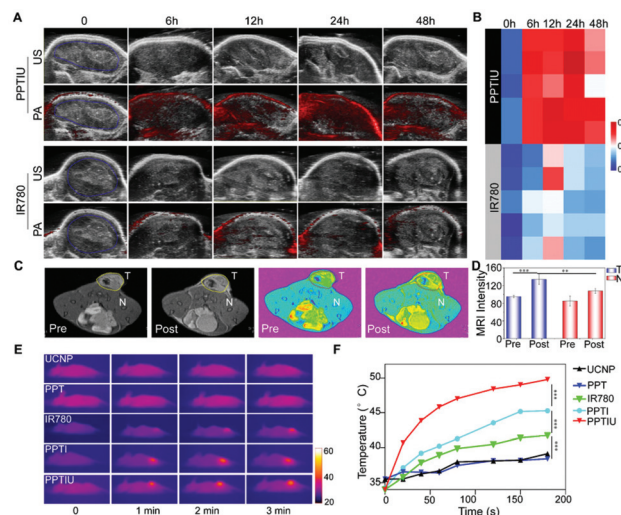 A
0 6h 12h 24h 48h
PPTIU
US
PA
IR780
US
PA
B
0h 6h 12h 24h 48h
PPTIU
IR780
C
T
N
Pre
T
N
Post
T
N
T
N
Post
D
MRI Intensity
160
120
80
40
0
*** **
T
N
Pre Post Pre Post
E
UCNP
PPT
IR780
PPTI
PPTIU
60
40
20
0 1 min 2 min 3 min
F
Temperature (° C)
50
45
40
35
0 50 100 150 200
Time (s)
UCNP
PPT
IR780
PPTI
PPTIU
***
***
***